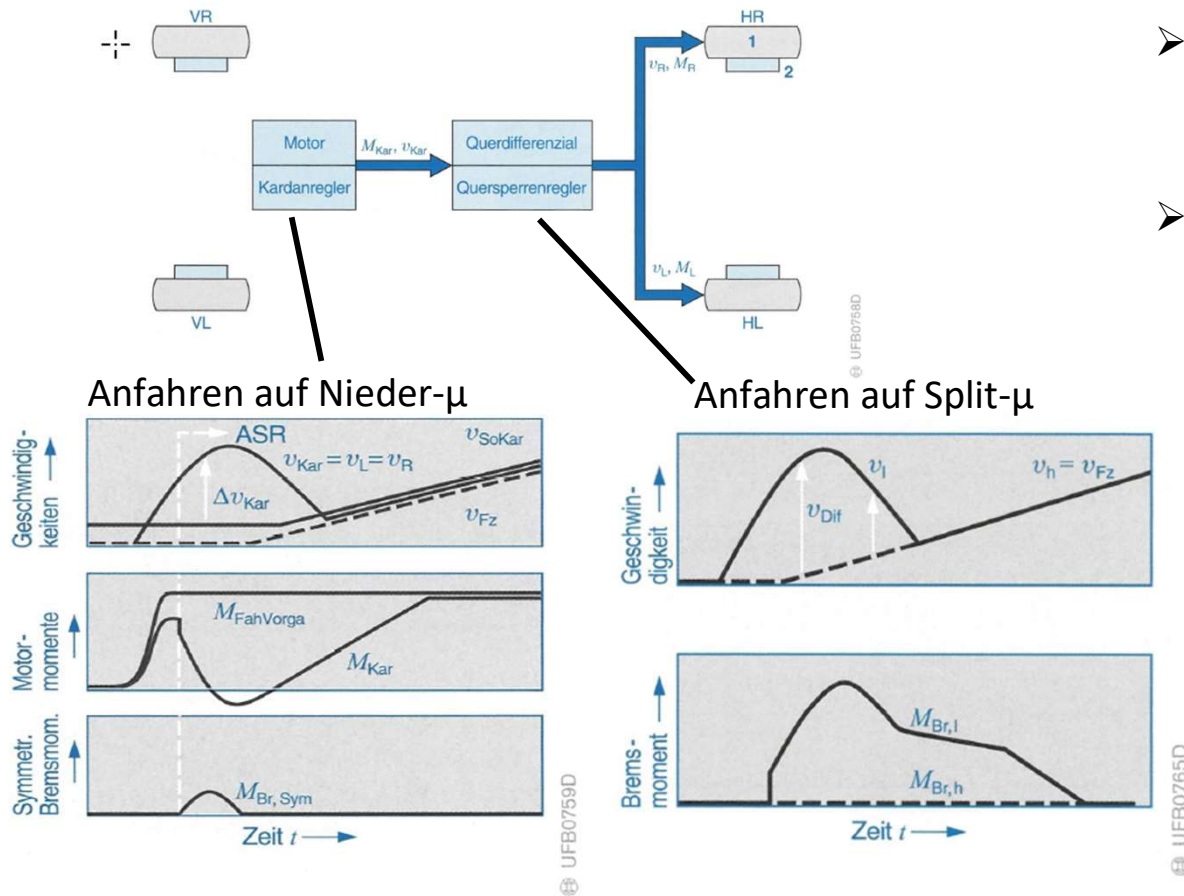 VR
HR
1
2
v_R, M_R
Motor
Kardanregler
M_Kar, v_Kar
Querdifferenzial
Quersperrenregler
v_L, M_L
VL
HL
UFB0758D
Anfahren auf Nieder-µ
Geschwindig-
keiten
ASR
v_SoKar
v_Kar = v_L = v_R
Δv_Kar
v_Fz
Motor-
momente
M_FahVorga
M_Kar
Symmetr.
Bremsmom.
M_Br, Sym
Zeit t
UFB0759D
Anfahren auf Split-µ
Geschwin-
digkeit
v_l
v_h = v_Fz
v_Dif
Brems-
moment
M_Br,l
M_Br,h
Zeit t
UFB0765D